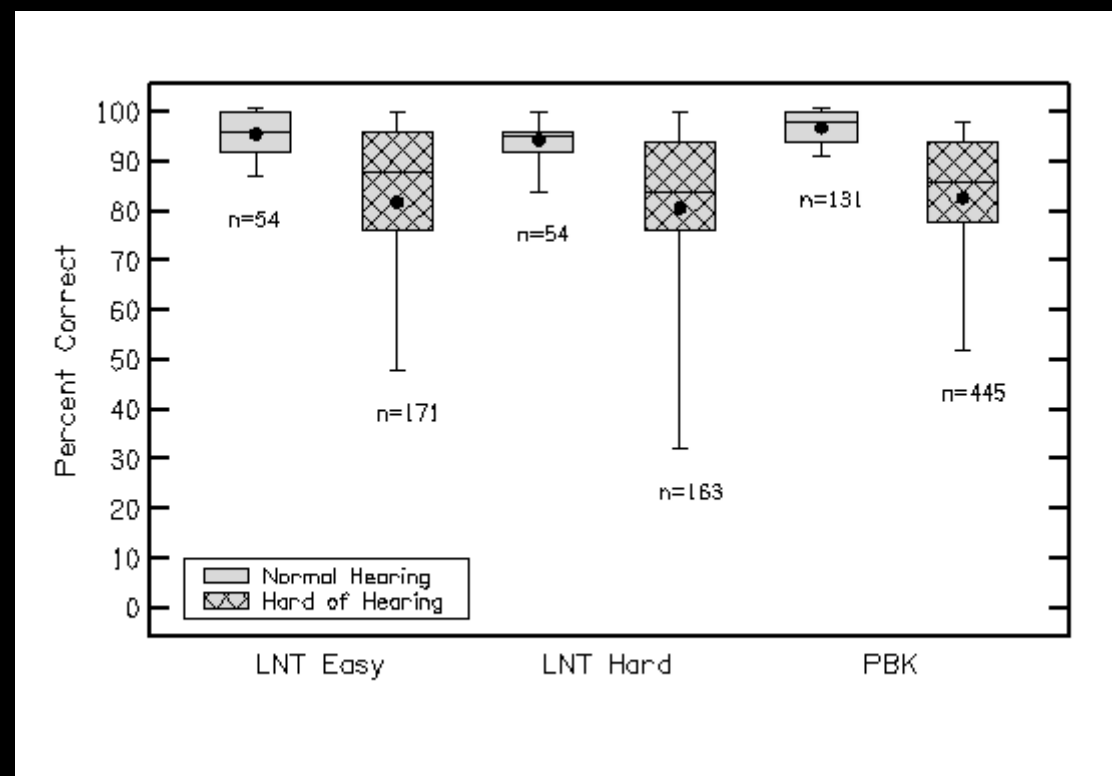 Percent Correct
100
90
80
70
60
50
40
30
20
10
0
n=54
n=171
n=54
n=163
n=131
n=445
Normal Hearing
Hard of Hearing
LNT Easy
LNT Hard
PBK